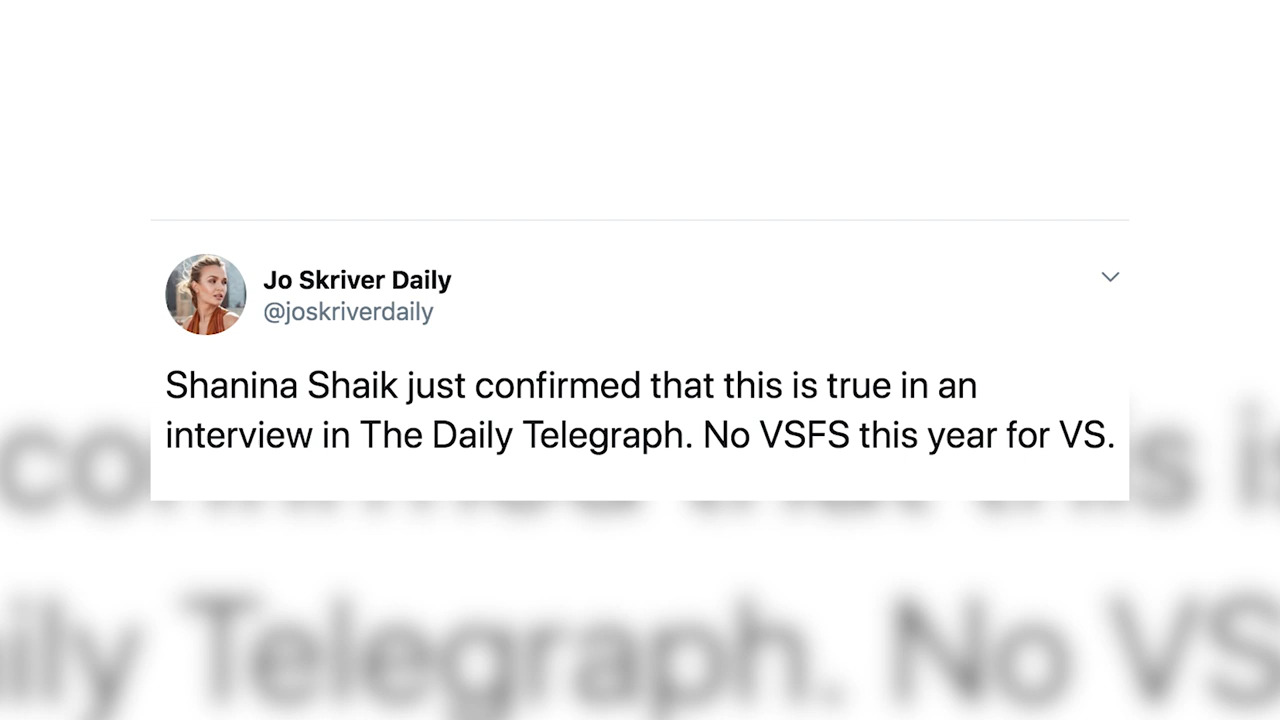 Jo Skriver Daily
@joskriverdaily
Shanina Shaik just confirmed that this is true in an
interview in The Daily Telegraph. No VSFS this year for VS.